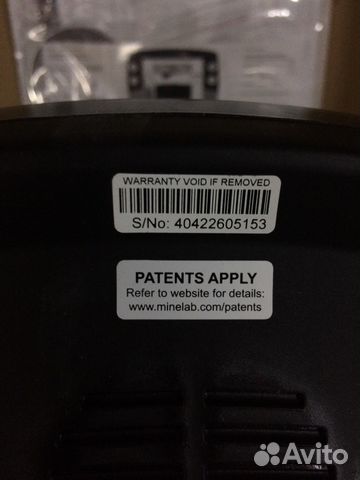 WARRANTY VOID IF REMOVED
S/No: 40422605153
PATENTS APPLY
Refer to website for details:
www.minelab.com/patents
Avito